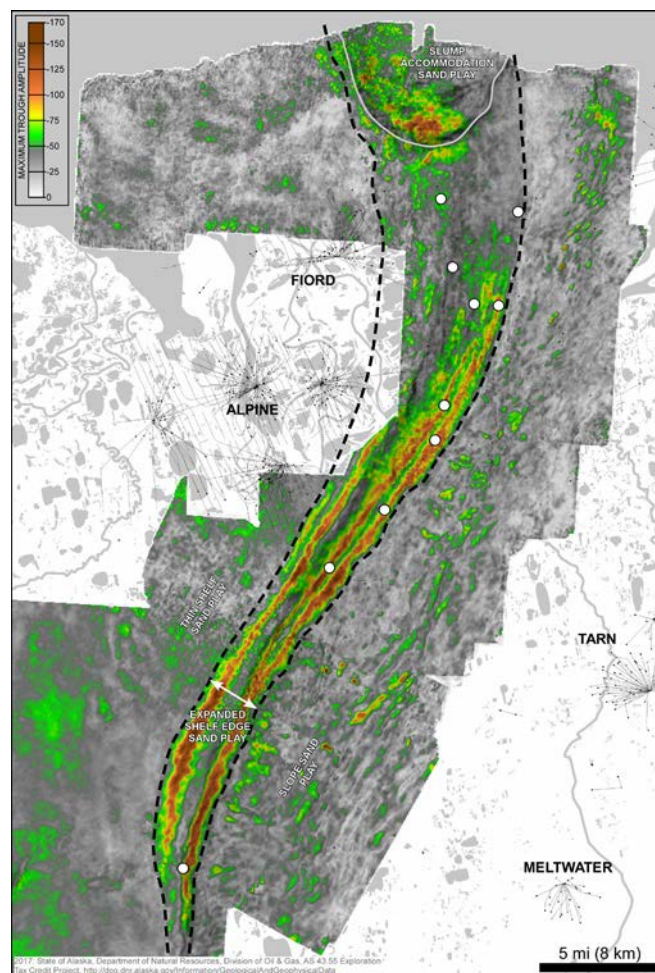 MAXIMUM TROUGH AMPLITUDE
-170
150
125
100
75
50
25
0
SLUMP
ACCOMMODATION
SAND PLAY
FIORD
ALPINE
THIN SHELF
SAND PLAY
TARN
EXPANDED
SHELF EDGE
SAND PLAY
SLOPE SAND
PLAY
MELTWATER
2017, State of Alaska, Department of Natural Resources, Division of Oil & Gas, AS 43.55 Exploration
Tax Credit Project, http://dog.dnr.alaska.gov/Information/GeologicalAndGeophysicalData
5 mi (8 km)